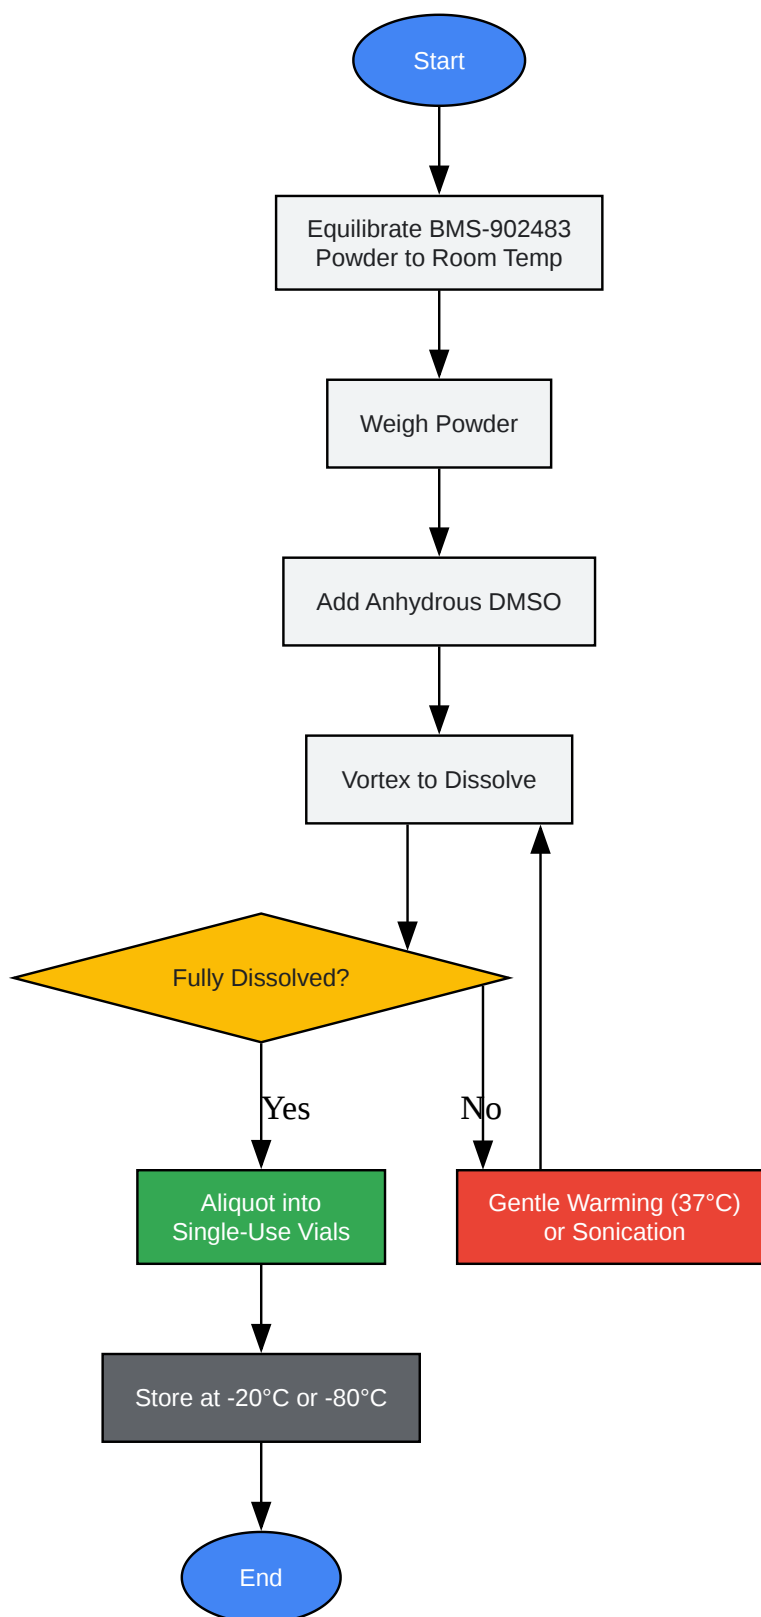 Start
Equilibrate BMS-902483
Powder to Room Temp
Weigh Powder
Add Anhydrous DMSO
Vortex to Dissolve
Fully Dissolved?
Yes
No
Aliquot into
Single-Use Vials
Gentle Warming (37°C)
or Sonication
Store at -20°C or -80°C
End